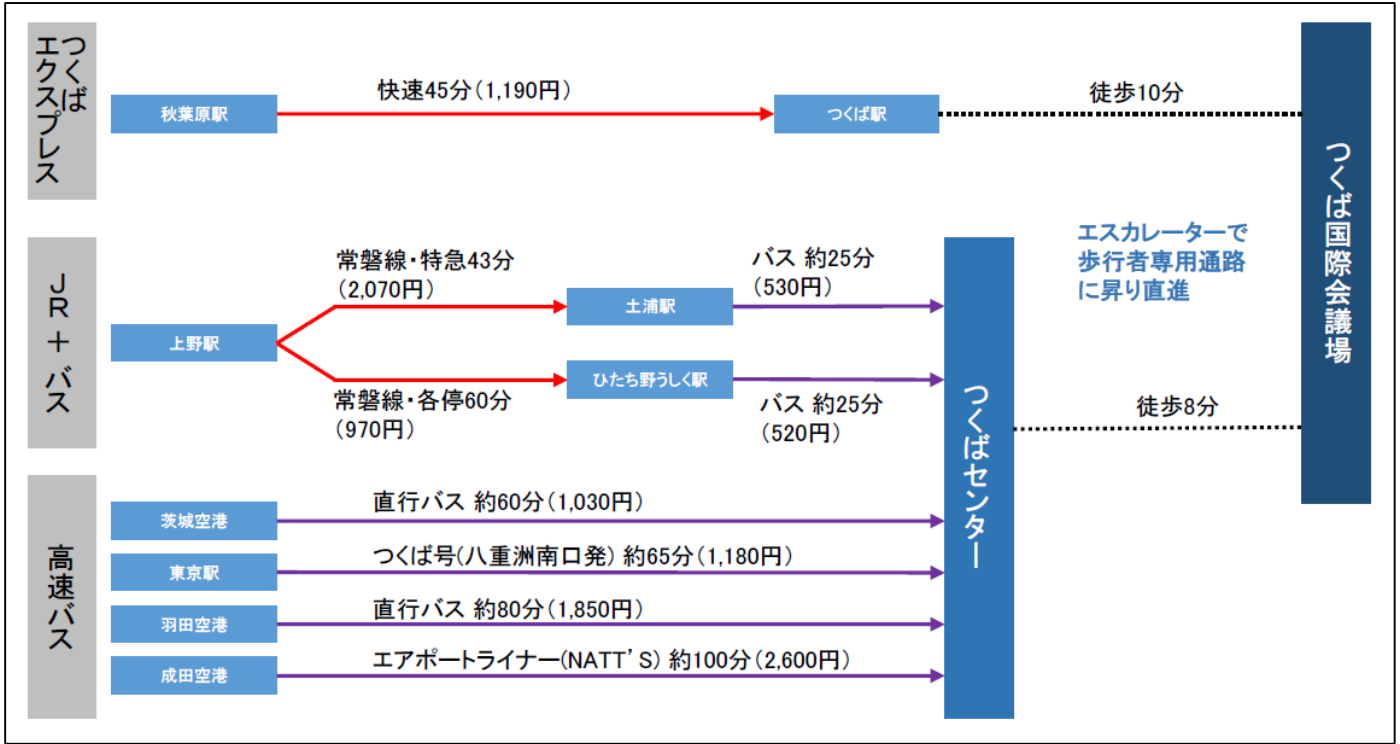 つくば
エクスプレス
秋葉原駅
快速45分(1,190円)
つくば駅
徒歩10分
つくば国際会議場
JR+バス
上野駅
常磐線・特急43分
(2,070円)
土浦駅
バス 約25分
(530円)
常磐線・各停60分
(970円)
ひたち野うしく駅
バス 約25分
(520円)
つくばセンター
エスカレーターで
歩行者専用通路
に昇り直進
徒歩8分
高速バス
茨城空港
直行バス 約60分(1,030円)
東京駅
つくば号(八重洲南口発) 約65分(1,180円)
羽田空港
直行バス 約80分(1,850円)
成田空港
エアポートライナー(NATT'S) 約100分(2,600円)